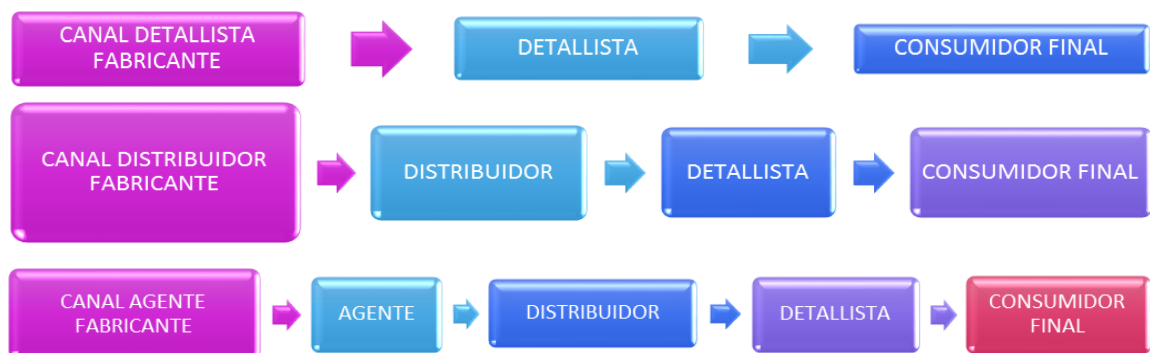 CANAL DETALLISTA
FABRICANTE
DETALLISTA
CONSUMIDOR FINAL
CANAL DISTRIBUIDOR
FABRICANTE
DISTRIBUIDOR
DETALLISTA
CONSUMIDOR FINAL
CANAL AGENTE
FABRICANTE
AGENTE
DISTRIBUIDOR
DETALLISTA
CONSUMIDOR
FINAL